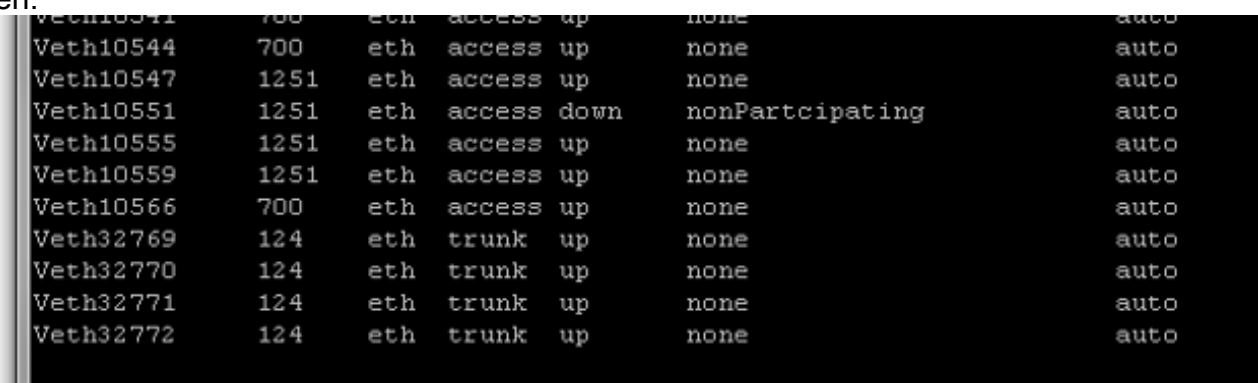 Veth10544 700 eth access up none auto
Veth10547 1251 eth access up none auto
Veth10551 1251 eth access down nonPartcipating auto
Veth10555 1251 eth access up none auto
Veth10559 1251 eth access up none auto
Veth10566 700 eth access up none auto
Veth32769 124 eth trunk up none auto
Veth32770 124 eth trunk up none auto
Veth32771 124 eth trunk up none auto
Veth32772 124 eth trunk up none auto